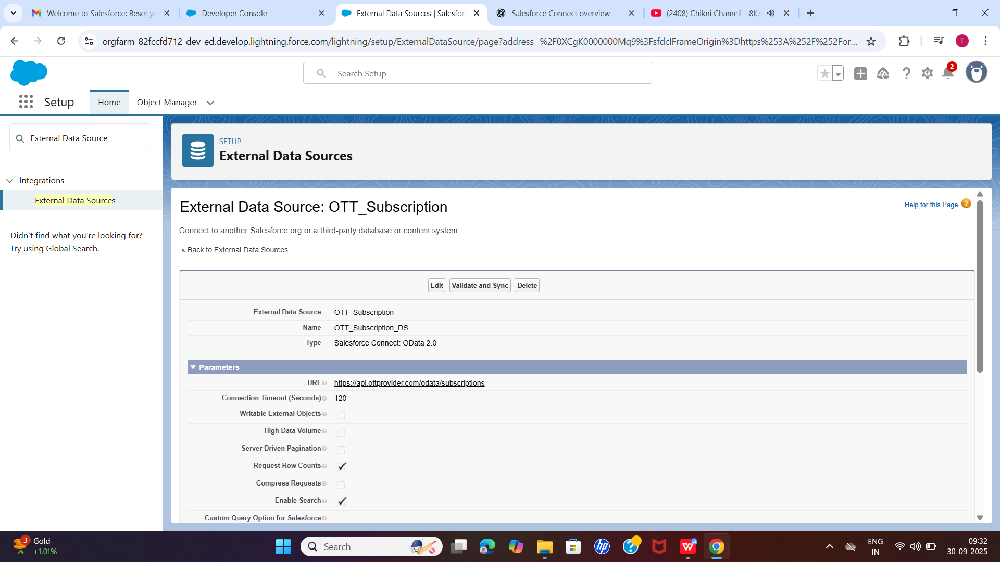 Welcome to Salesforce: Reset yo
Developer Console
External Data Sources | Salesfor
Salesforce Connect overview
(2408) Chikni Chameli - 8K/
orgfarm-82fccfd712-dev-ed.develop.lightning.force.com/lightning/setup/ExternalDataSource/page?address=%2F0XCgK0000000Mq9%3FsfdcIFrameOrigin%3Dhttps%253A%252F%252For...
T
Search Setup
2
Setup
Home
Object Manager
External Data Source
SETUP
External Data Sources
Integrations
External Data Sources
Didn't find what you're looking for?
Try using Global Search.
External Data Source: OTT_Subscription
Help for this Page
Connect to another Salesforce org or a third-party database or content system.
« Back to External Data Sources
Edit
Validate and Sync
Delete
External Data Source OTT_Subscription
Name OTT_Subscription_DS
Type Salesforce Connect: OData 2.0
Parameters
URL https://api.ottprovider.com/odata/subscriptions
Connection Timeout (Seconds) 120
Writable External Objects
High Data Volume
Server Driven Pagination
Request Row Counts
Compress Requests
Enable Search
Custom Query Option for Salesforce
3
Gold
+1.01%
Search
hp
ENG
IN
09:32
30-09-2025